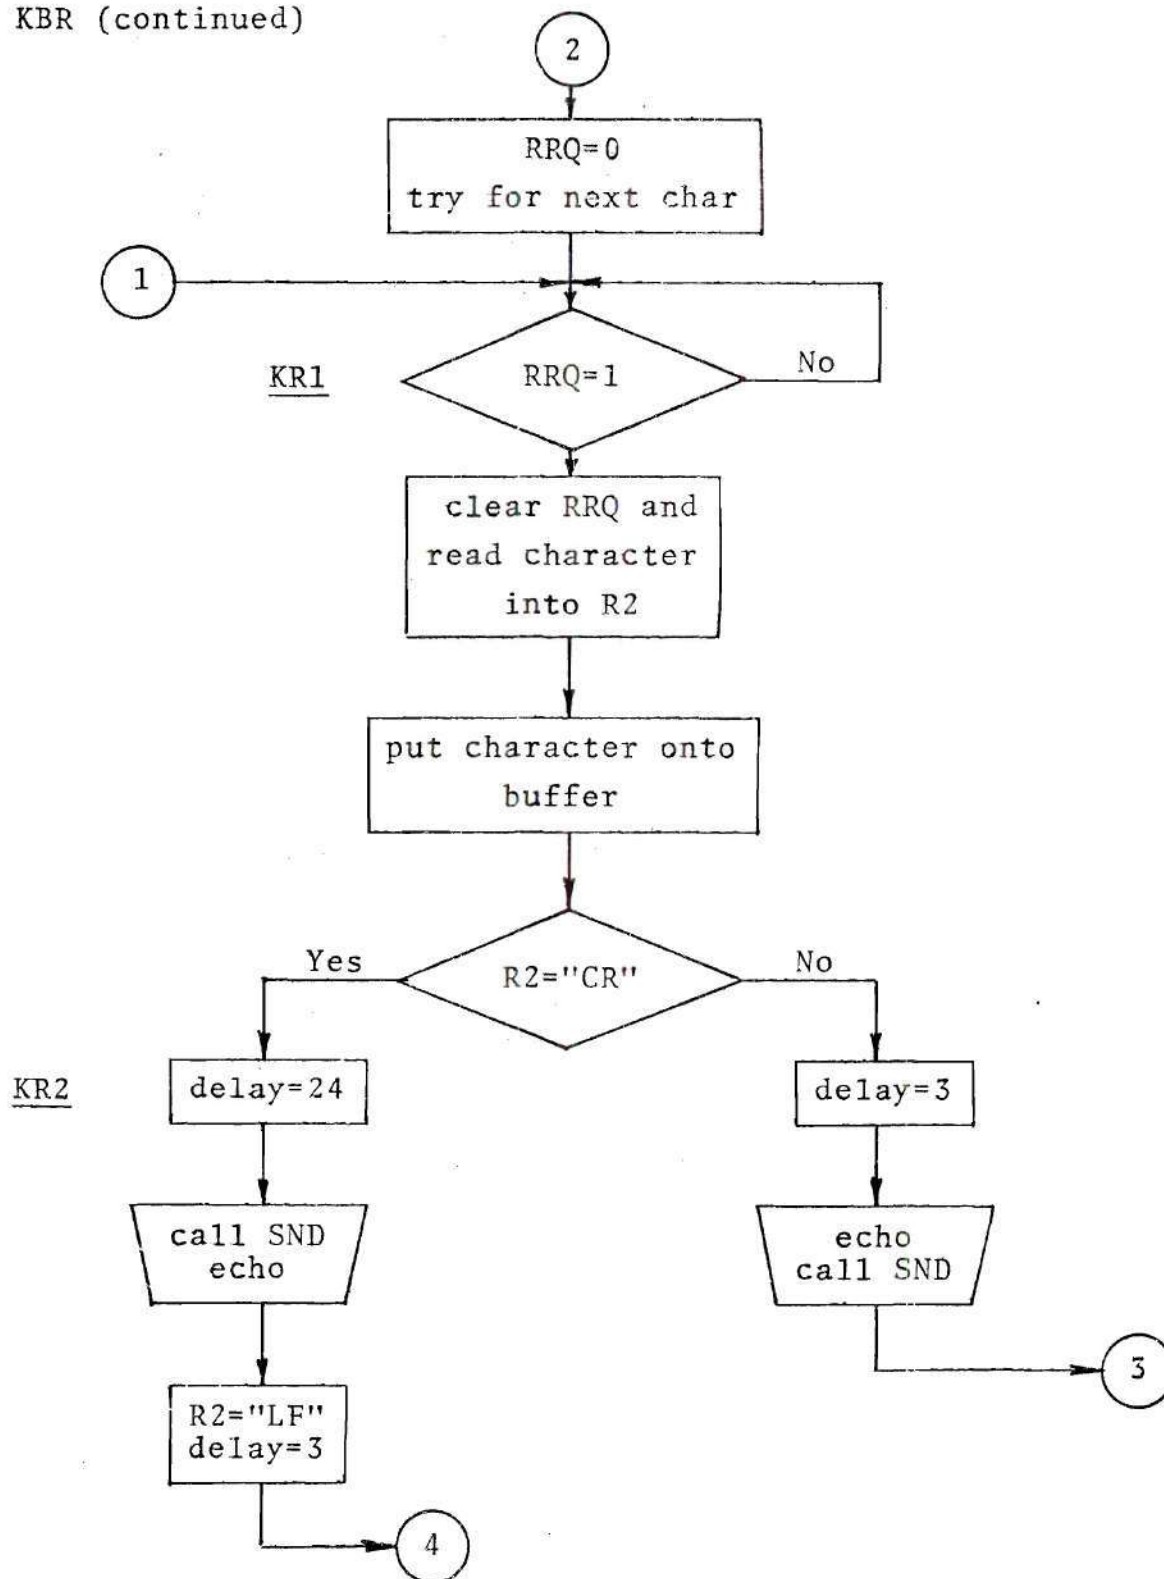 KBR (continued)
2
RRQ=0
try for next char
1
KR1
RRQ=1
No
clear RRQ and
read character
into R2
put character onto
buffer
Yes
R2="CR"
No
KR2
delay=24
delay=3
call SND
echo
echo
call SND
3
R2="LF"
delay=3
4